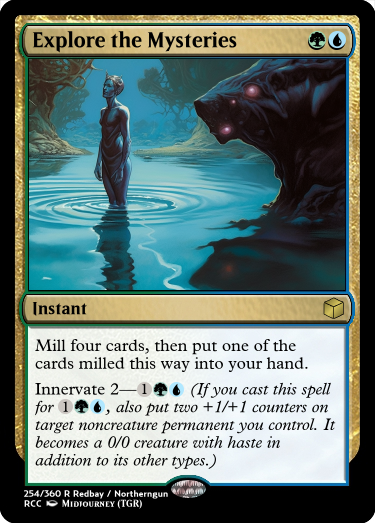 Explore the Mysteries
Instant
Mill four cards, then put one of the
cards milled this way into your hand.
Innervate 2—1 (If you cast this spell
for 1, also put two +1/+1 counters on
target noncreature permanent you control. It
becomes a 0/0 creature with haste in
addition to its other types.)
254/360 R Redbay / Northerngun
RCC Midjourney (TGR)